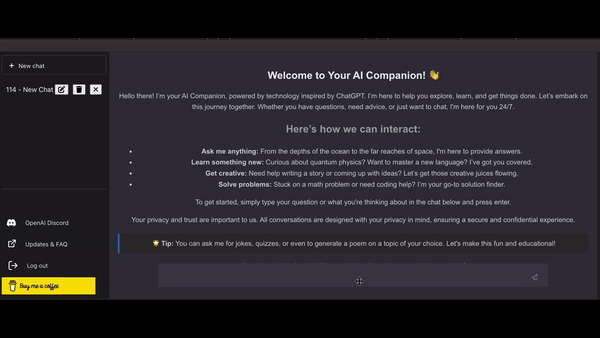 + New chat
114 - New Chat
OpenAI Discord
Updates & FAQ
Log out
Buy me a coffee
Welcome to Your AI Companion! 👋
Hello there! I'm your AI Companion, powered by technology inspired by ChatGPT. I'm here to help you explore, learn, and get things done. Let's embark on
this journey together. Whether you have questions, need advice, or just want to chat, I'm here for you 24/7.
Here's how we can interact:
• Ask me anything: From the depths of the ocean to the far reaches of space, I'm here to provide answers.
• Learn something new: Curious about quantum physics? Want to master a new language? I've got you covered.
• Get creative: Need help writing a story or coming up with ideas? Let's get those creative juices flowing.
• Solve problems: Stuck on a math problem or need coding help? I'm your go-to solution finder.
To get started, simply type your question or what you're thinking about in the chat below and press enter.
Your privacy and trust are important to us. All conversations are designed with your privacy in mind, ensuring a secure and confidential experience.
🌟 Tip: You can ask me for jokes, quizzes, or even to generate a poem on a topic of your choice. Let's make this fun and educational!